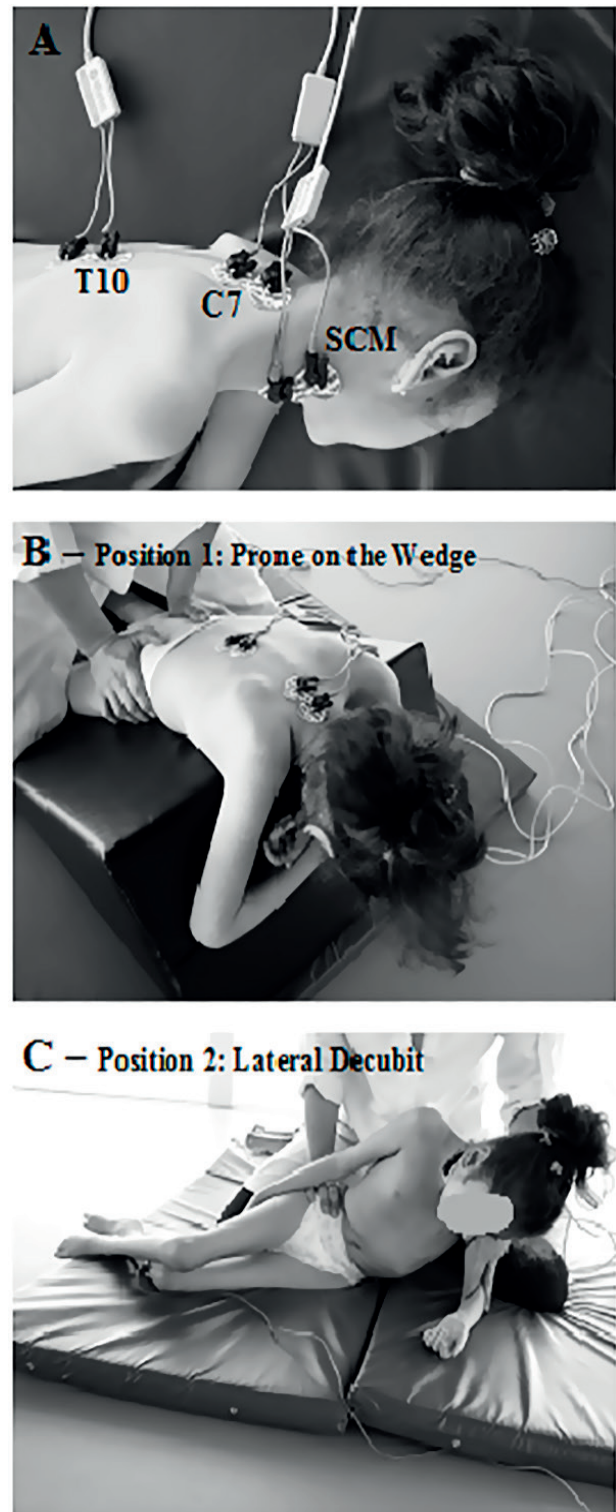 A
T10
C7
SCM
B – Position 1: Prone on the Wedge
C – Position 2: Lateral Decubit